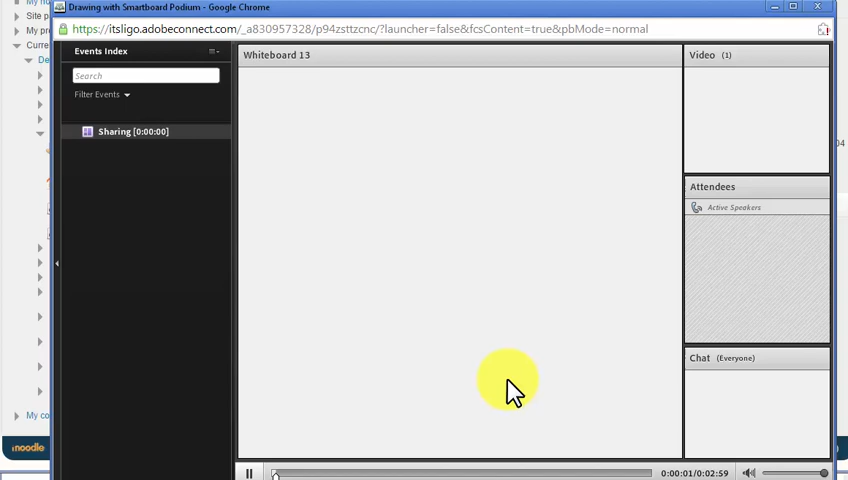 Drawing with Smartboard Podium - Google Chrome
https://itsligo.adobeconnect.com/_a830957328/p94zsttzcnc/?launcher=false&fcsContent=true&pbMode=normal
My h
Site p
My pr
Curre
De
My co
moodle
04
Events Index
Search
Filter Events
Sharing [0:00:00]
Whiteboard 13
Video (1)
Attendees
Active Speakers
Chat (Everyone)
0:00:01/0:02:59